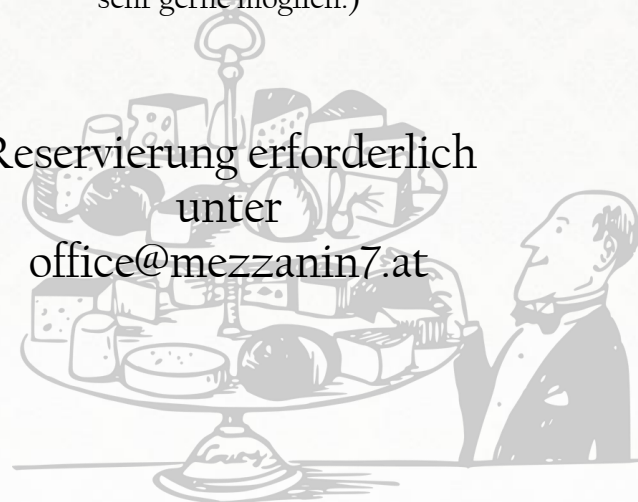 sehr gerne möglich.)
Reservierung erforderlich
unter
office@mezzanin7.at